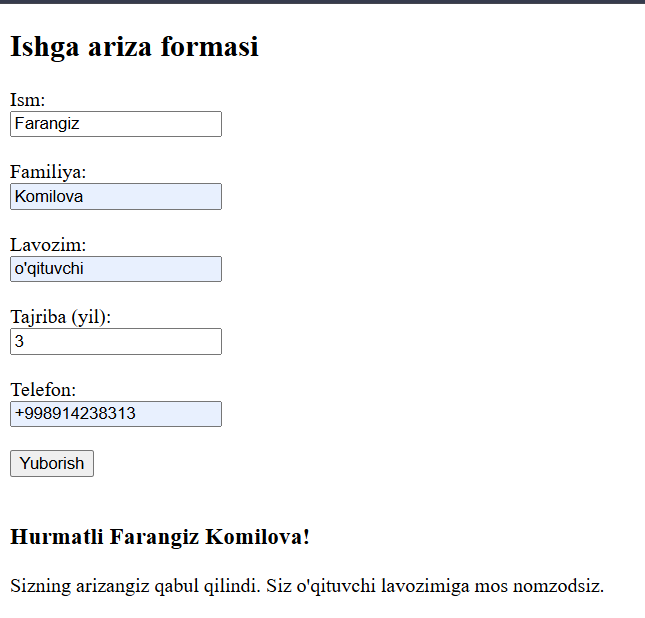 Ishga ariza formasi
Ism:
Farangiz
Familiya:
Komilova
Lavozim:
o'qituvchi
Tajriba (yil):
3
Telefon:
+998914238313
Yuborish
Hurmatli Farangiz Komilova!
Sizning arizangiz qabul qilindi. Siz o'qituvchi lavozimiga mos nomzodsiz.